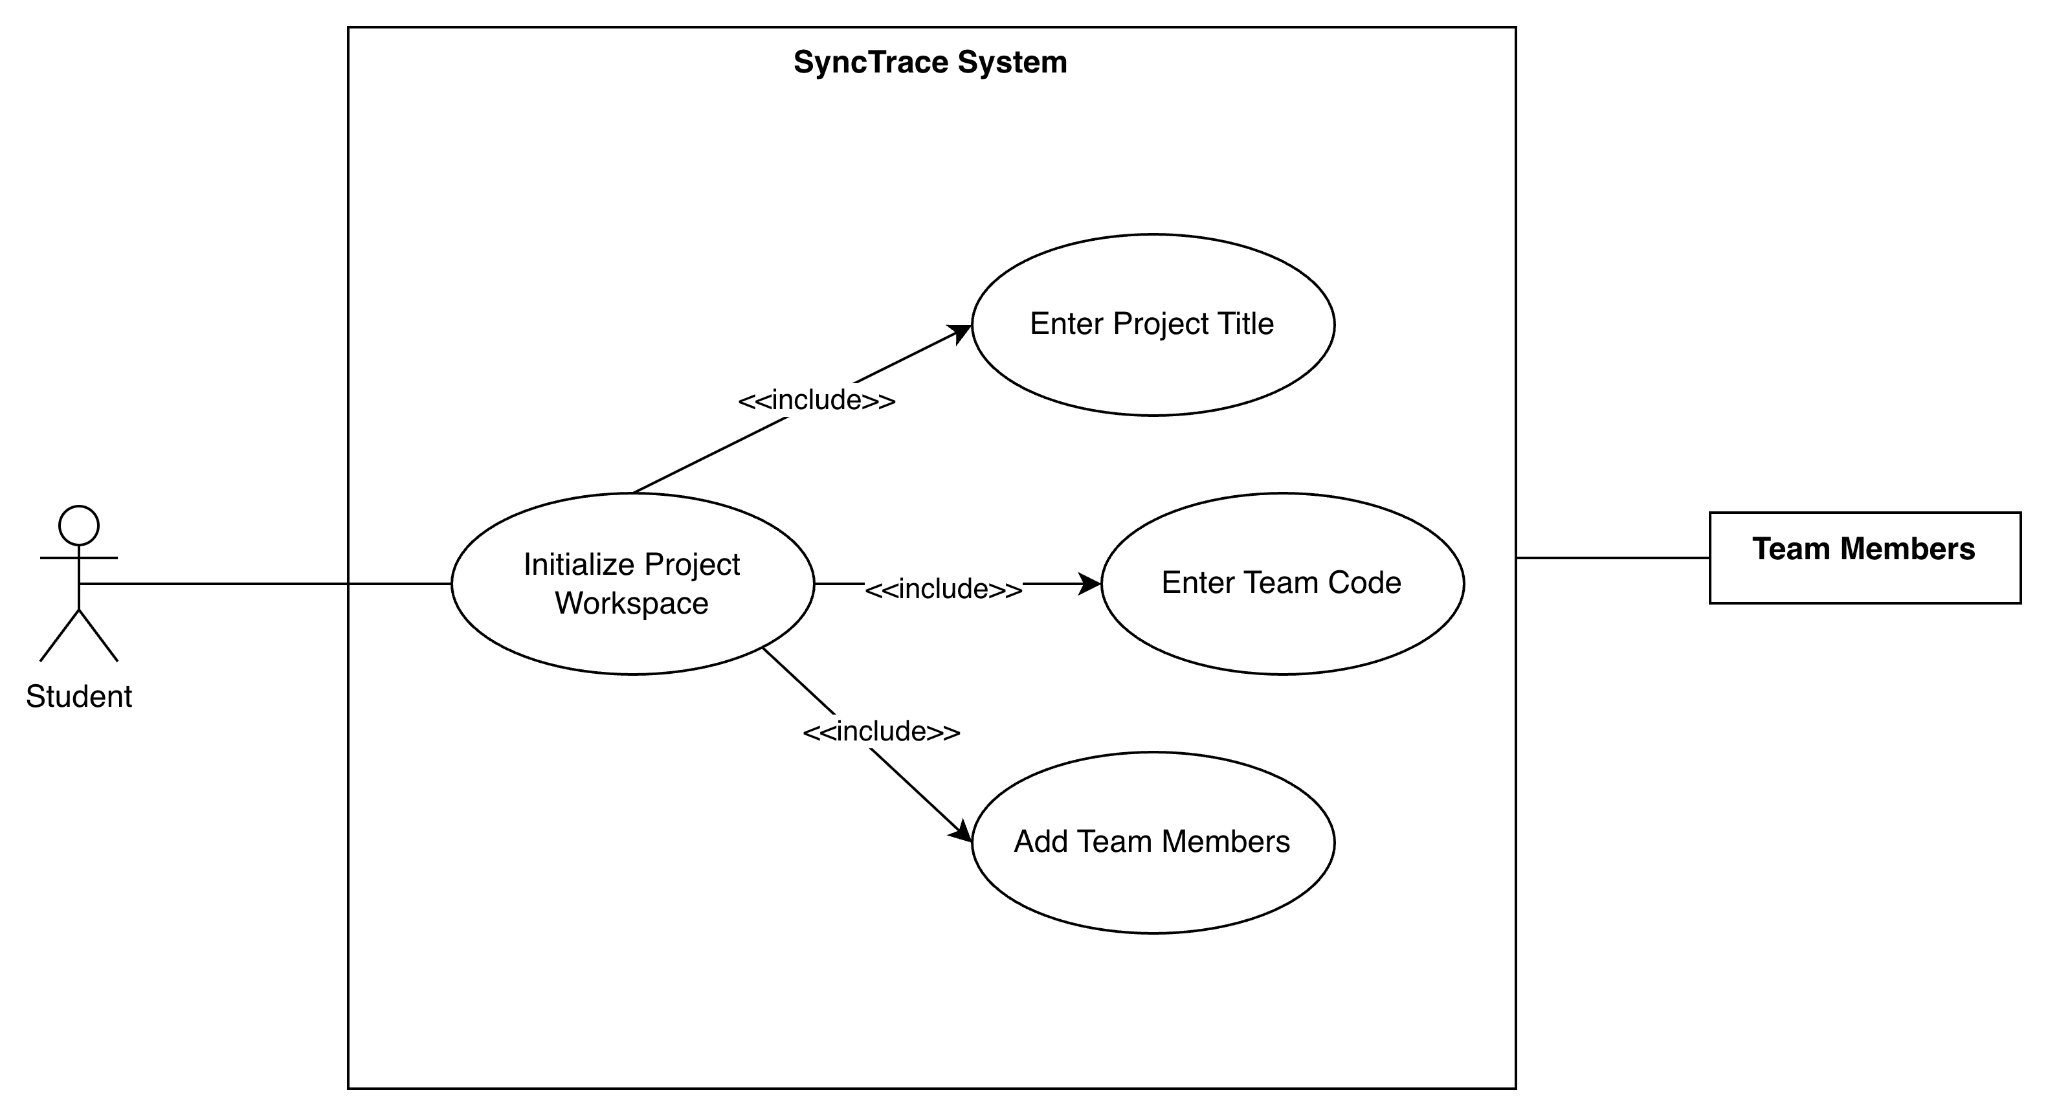 SyncTrace System
Enter Project Title
<<include>>
Initialize Project
Workspace
<<include>>
Enter Team Code
Team Members
Student
<<include>>
Add Team Members